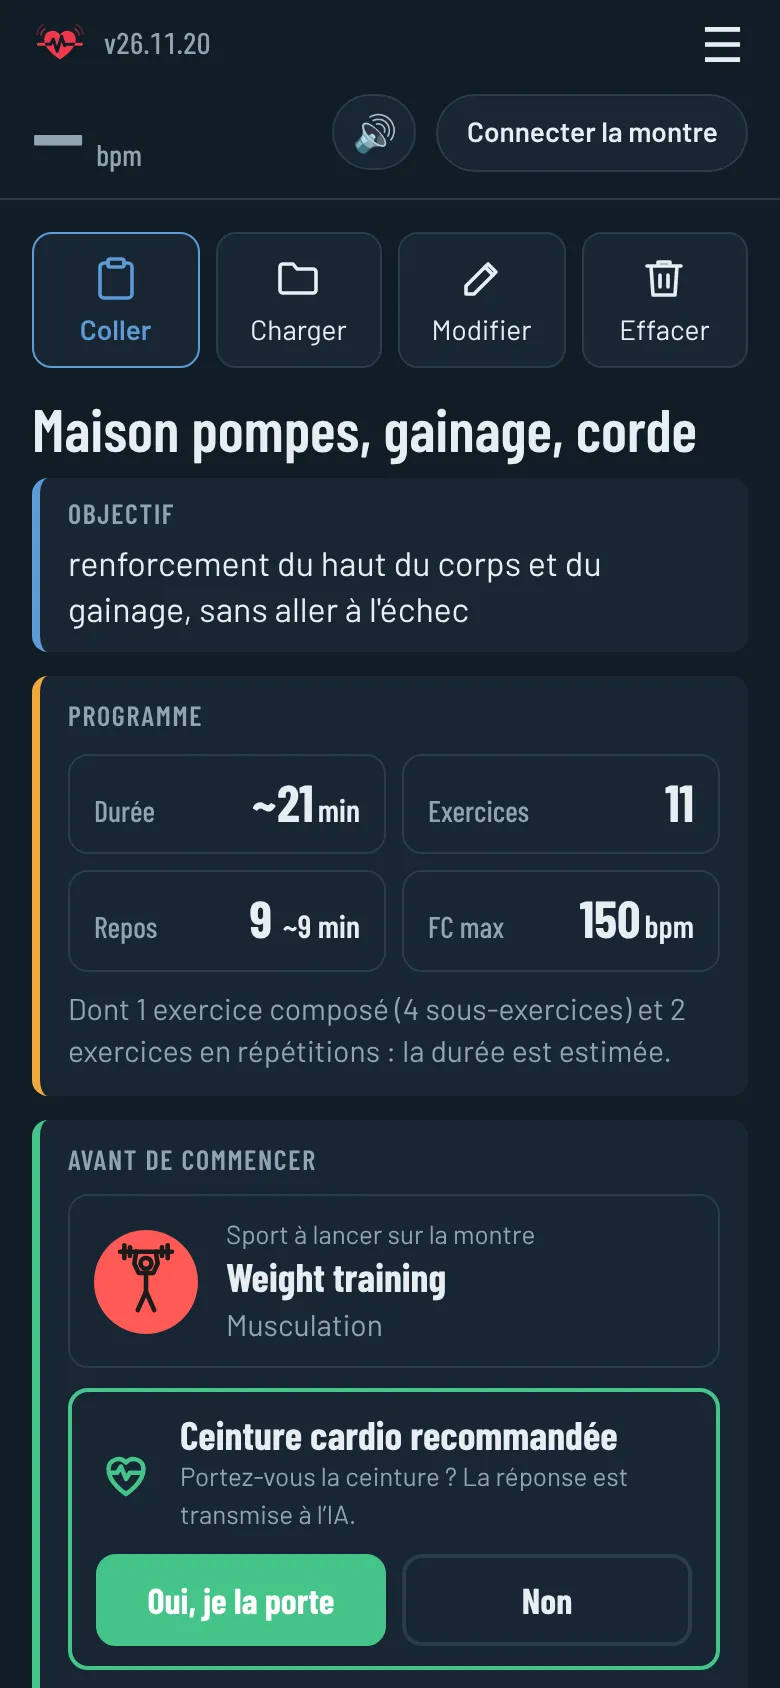 v26.11.20
bpm
Connecter la montre
Coller
Charger
Modifier
Effacer
Maison pompes, gainage, corde
OBJECTIF
renforcement du haut du corps et du
gainage, sans aller à l'échec
PROGRAMME
Durée ~21 min
Exercices 11
Repos 9 ~9 min
FC max 150 bpm
Dont 1 exercice composé (4 sous-exercices) et 2
exercices en répétitions : la durée est estimée.
AVANT DE COMMENCER
Sport à lancer sur la montre
Weight training
Musculation
Ceinture cardio recommandée
Portez-vous la ceinture ? La réponse est
transmise à l’IA.
Oui, je la porte
Non